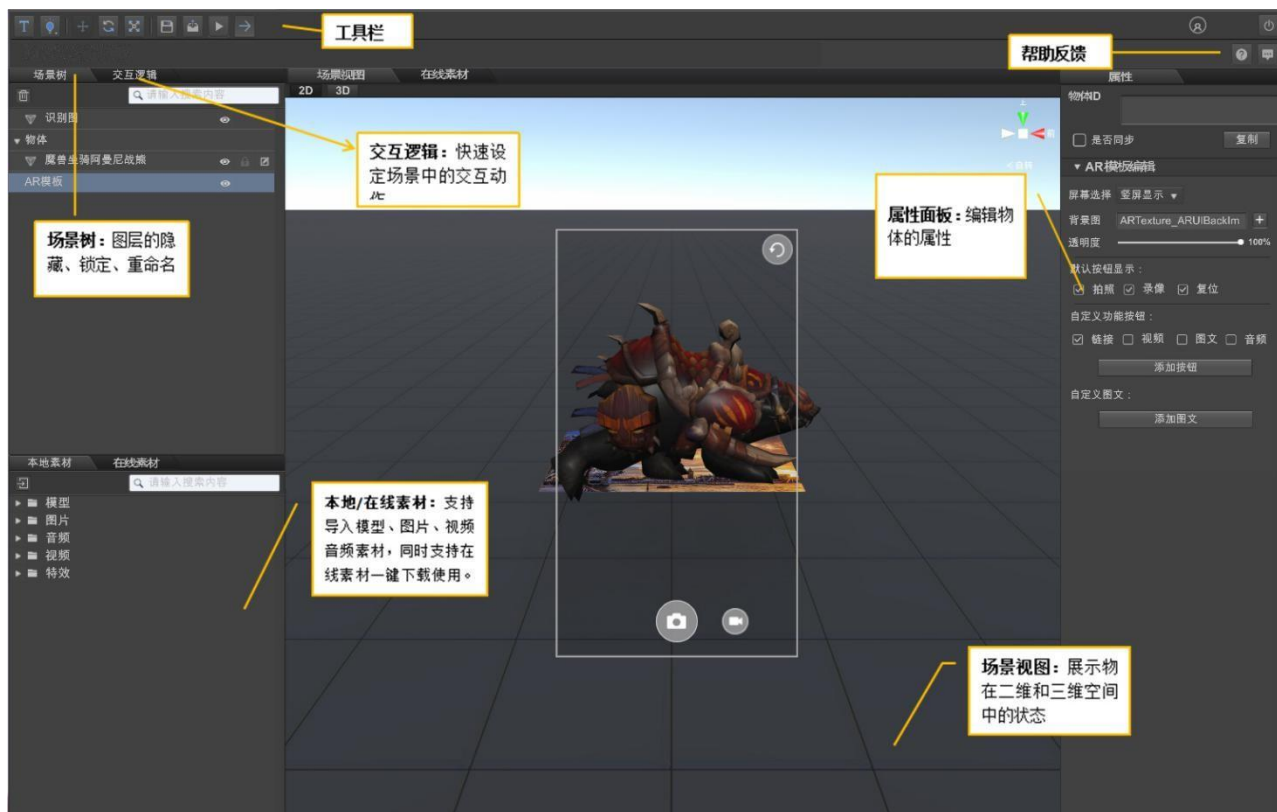 工具栏
帮助反馈
场景树
交互逻辑
场景视图
在线素材
属性
2D
3D
请输入搜索内容
识别图
物体
魔兽坐骑阿曼尼战熊
AR模板
交互逻辑：快速设
定场景中的交互动
作
场景树：图层的隐
藏、锁定、重命名
属性面板：编辑物
体的属性
物体ID
是否同步
复制
AR模板编辑
屏幕选择 竖屏显示
背景图 ARTexture_ARUIBackIm +
透明度 100%
默认按钮显示：
拍照 录像 复位
自定义功能按钮：
链接 视频 图文 音频
添加按钮
自定义图文：
添加图文
本地素材
在线素材
请输入搜索内容
模型
图片
音频
视频
特效
本地/在线素材：支持
导入模型、图片、视频
音频素材，同时支持在
线素材一键下载使用。
场景视图：展示物
在二维和三维空间
中的状态